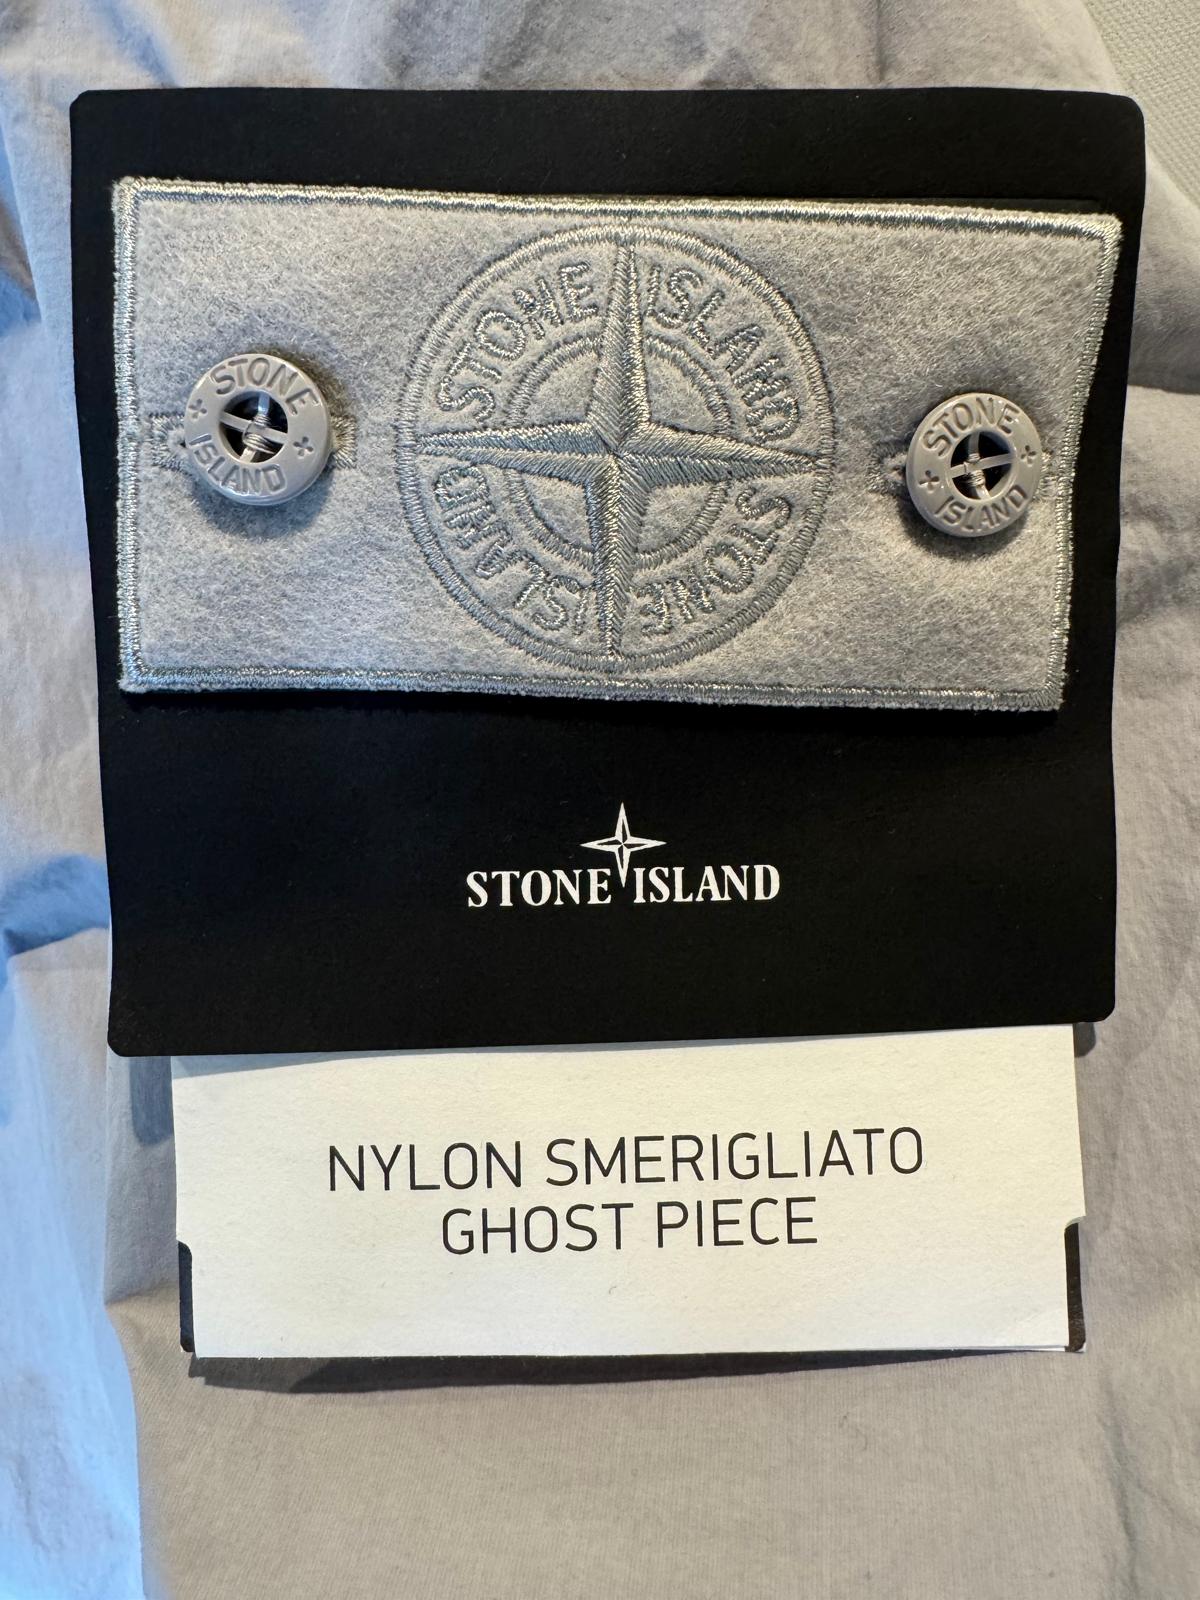 STONE ISLAND
STONE ISLAND
STONE
ISLAND
STONE
ISLAND
STONE ISLAND
NYLON SMERIGLIATO
GHOST PIECE